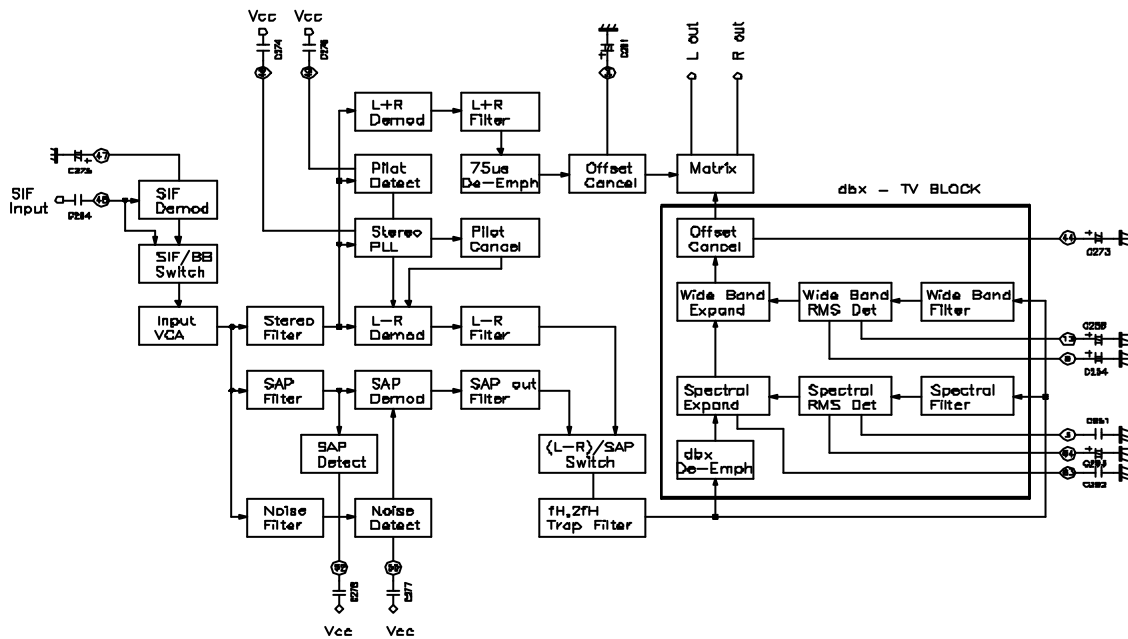 Vcc
Vcc
L out
R out
L+R
Demod
L+R
Filter
47
Pilot
Detect
75us
De-Emph
Offset
Cancel
Matrix
dbx – TV BLOCK
SIF
Input
SIF
Demod
Stereo
PLL
Pilot
Cancel
Offset
Cancel
C273
SIF/BB
Switch
Input
VCA
Stereo
Filter
L–R
Demod
L–R
Filter
Wide Band
Expand
Wide Band
RMS Det
Wide Band
Filter
SAP
Filter
SAP
Demod
SAP out
Filter
Spectral
Expand
Spectral
RMS Det
Spectral
Filter
SAP
Detect
(L–R)/SAP
Switch
dbx
De-Emph
Noise
Filter
Noise
Detect
fH,2fH
Trap Filter
Vcc
Vcc